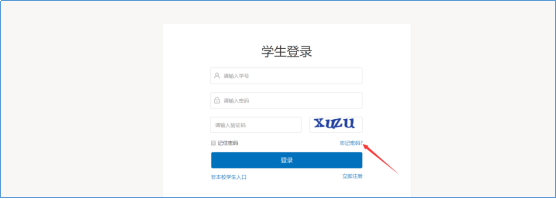 学生登录
请输入学号
请输入密码
请输入验证码
xuzu
记住密码
忘记密码?
登录
非本校学生入口
立即注册